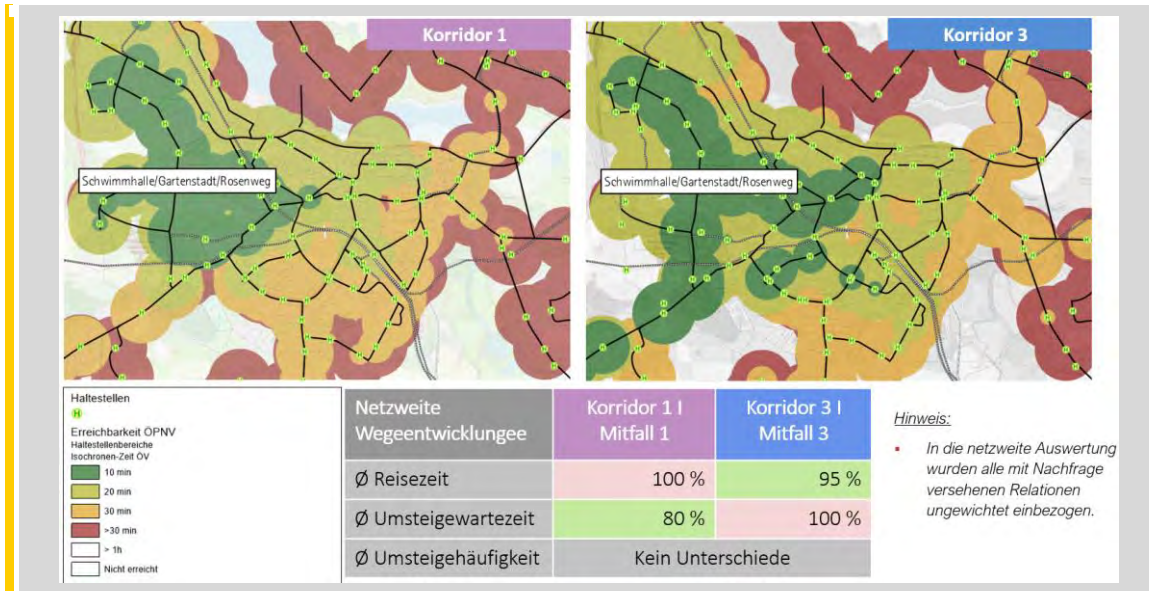 Korridor 1
Korridor 3
Schwimmhalle/Gartenstadt/Rosenweg
Schwimmhalle/Gartenstadt/Rosenweg
Haltestellen
H
Erreichbarkeit ÖPNV
Haltestellenbereiche
Isochronen-Zeit ÖV
10 min
20 min
30 min
>30 min
> 1h
Nicht erreicht
Netzweite Wegeentwicklungee
Korridor 1 I Mitfall 1
Korridor 3 I Mitfall 3
Ø Reisezeit 100 % 95 %
Ø Umsteigewartezeit 80 % 100 %
Ø Umsteigehäufigkeit Kein Unterschiede
Hinweis:
▪ In die netzweite Auswertung
wurden alle mit Nachfrage
versehenen Relationen
ungewichtet einbezogen.